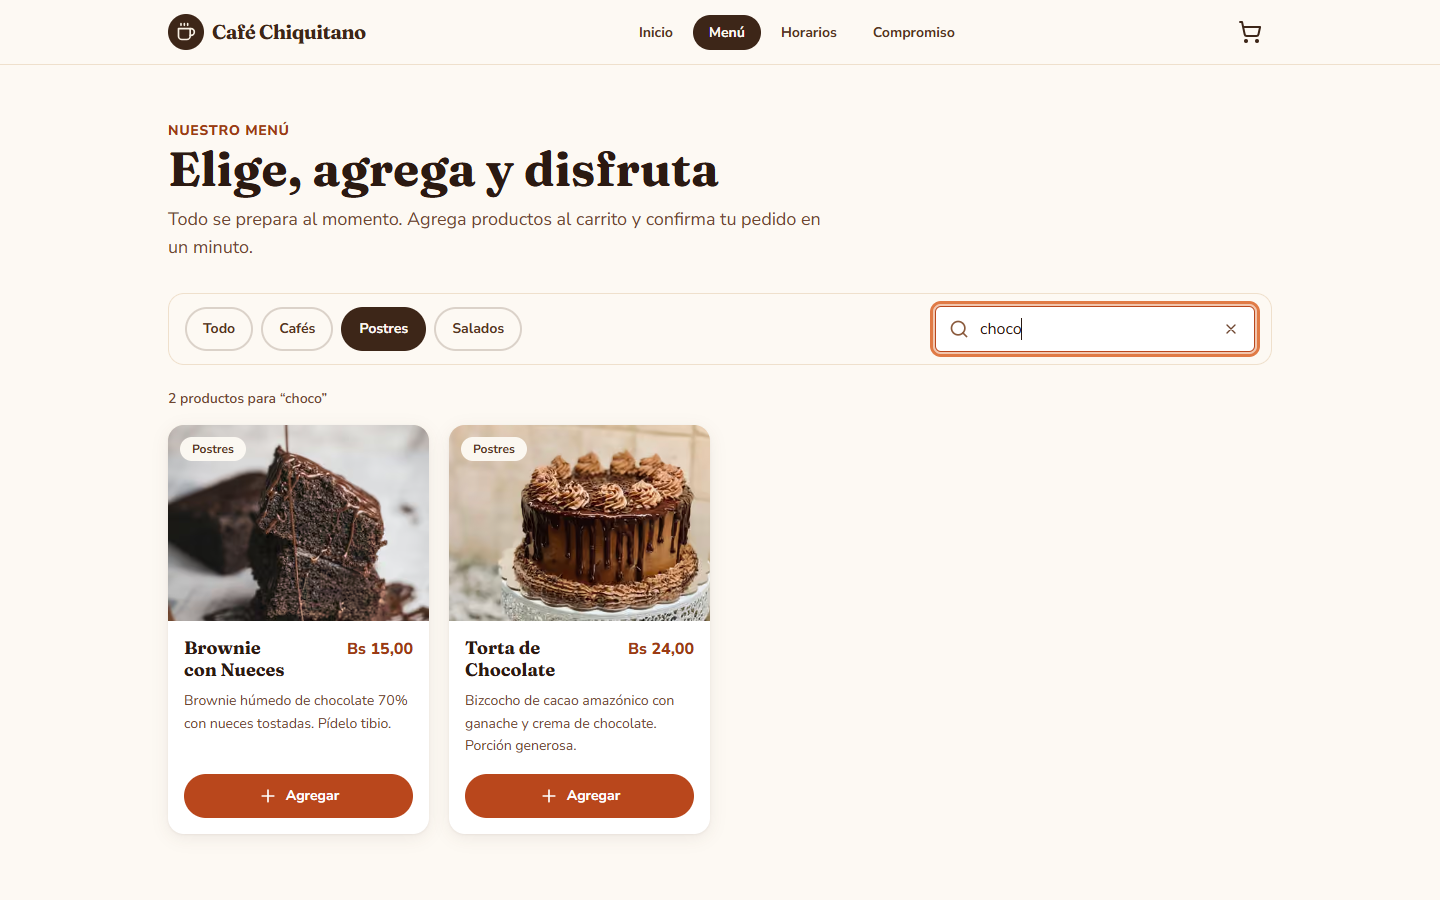 Café Chiquitano
Inicio
Menú
Horarios
Compromiso
NUESTRO MENÚ
Elige, agrega y disfruta
Todo se prepara al momento. Agrega productos al carrito y confirma tu pedido en
un minuto.
Todo
Cafés
Postres
Salados
choco
2 productos para “choco”
Postres
Brownie
con Nueces
Bs 15,00
Brownie húmedo de chocolate 70%
con nueces tostadas. Pídelo tibio.
Agregar
Postres
Torta de
Chocolate
Bs 24,00
Bizcocho de cacao amazónico con
ganache y crema de chocolate.
Porción generosa.
Agregar